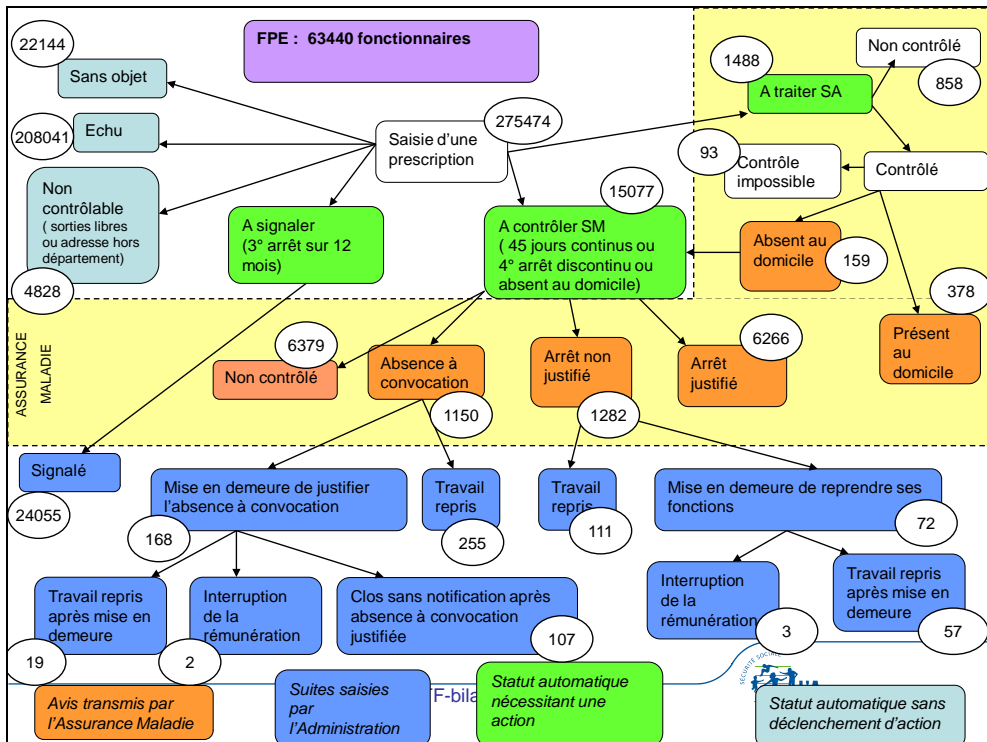 22144
Sans objet
FPE : 63440 fonctionnaires
1488
Non contrôlé
858
A traiter SA
208041
Echu
Saisie d'une
prescription
275474
93
Contrôle
impossible
Contrôlé
Non
contrôlable
( sorties libres
ou adresse hors
département)
4828
A signaler
(3° arrêt sur 12
mois)
15077
A contrôler SM
( 45 jours continus ou
4° arrêt discontinu ou
absent au domicile)
Absent au
domicile
159
378
Présent
au
domicile
ASSURANCE
MALADIE
6379
Non contrôlé
Absence à
convocation
1150
Arrêt non
justifié
1282
6266
Arrêt
justifié
Signalé
24055
Mise en demeure de justifier
l'absence à convocation
168
Travail
repris
255
Travail
repris
111
Mise en demeure de reprendre ses
fonctions
72
Travail repris
après mise en
demeure
19
Interruption
de la
rémunération
2
Clos sans notification après
absence à convocation
justifiée
107
Interruption
de la
rémunération
3
Travail repris
après mise en
demeure
57
Avis transmis par
l'Assurance Maladie
Suites saisies
par
l'Administration
F-bila
Statut automatique
nécessitant une
action
SÉCURITÉ SOCIALE
Statut automatique sans
déclenchement d'action